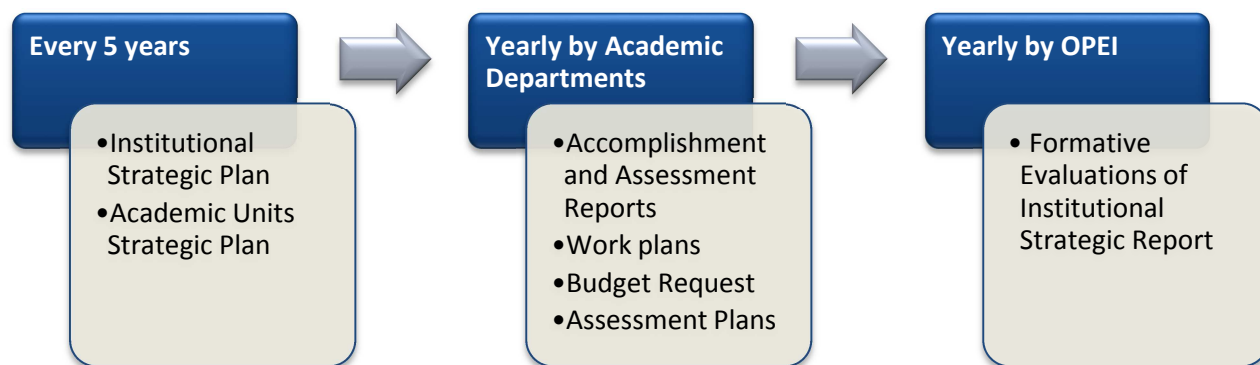 Every 5 years
•Institutional
Strategic Plan
•Academic Units
Strategic Plan
Yearly by Academic
Departments
•Accomplishment
and Assessment
Reports
•Work plans
•Budget Request
•Assessment Plans
Yearly by OPEI
• Formative
Evaluations of
Institutional
Strategic Report